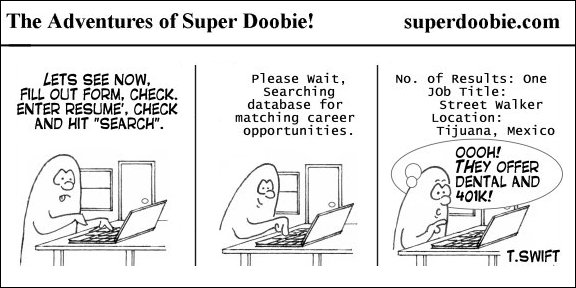 The Adventures of Super Doobie!
superdoobie.com
LETS SEE NOW,
FILL OUT FORM, CHECK.
ENTER RESUME', CHECK
AND HIT "SEARCH".
Please Wait,
Searching
database for
matching career
opportunities.
No. of Results: One
JOb Title:
Street Walker
Location:
Tijuana, Mexico
OOOH!
THEY OFFER
DENTAL AND
401K!
T.SWIFT